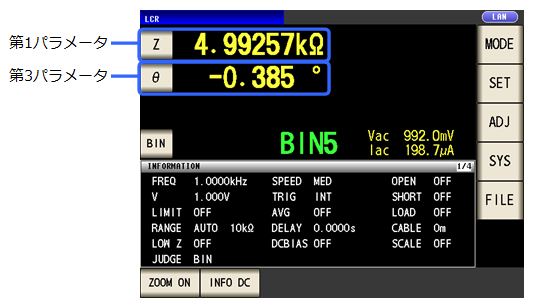 LCR LAN
第1パラメータ Z 4.99257kΩ MODE
第3パラメータ θ -0.385 ° SET
ADJ
BIN BIN5 Vac 992.0mV
Iac 198.7μA
SYS
INFORMATION 1/4
FREQ 1.0000kHz SPEED MED OPEN OFF
V 1.000V TRIG INT SHORT OFF
FILE
LIMIT OFF AVG OFF LOAD OFF
RANGE AUTO 10kΩ DELAY 0.0000s CABLE 0m
LOW Z OFF DCBIAS OFF SCALE OFF
JUDGE BIN
ZOOM ON INFO DC